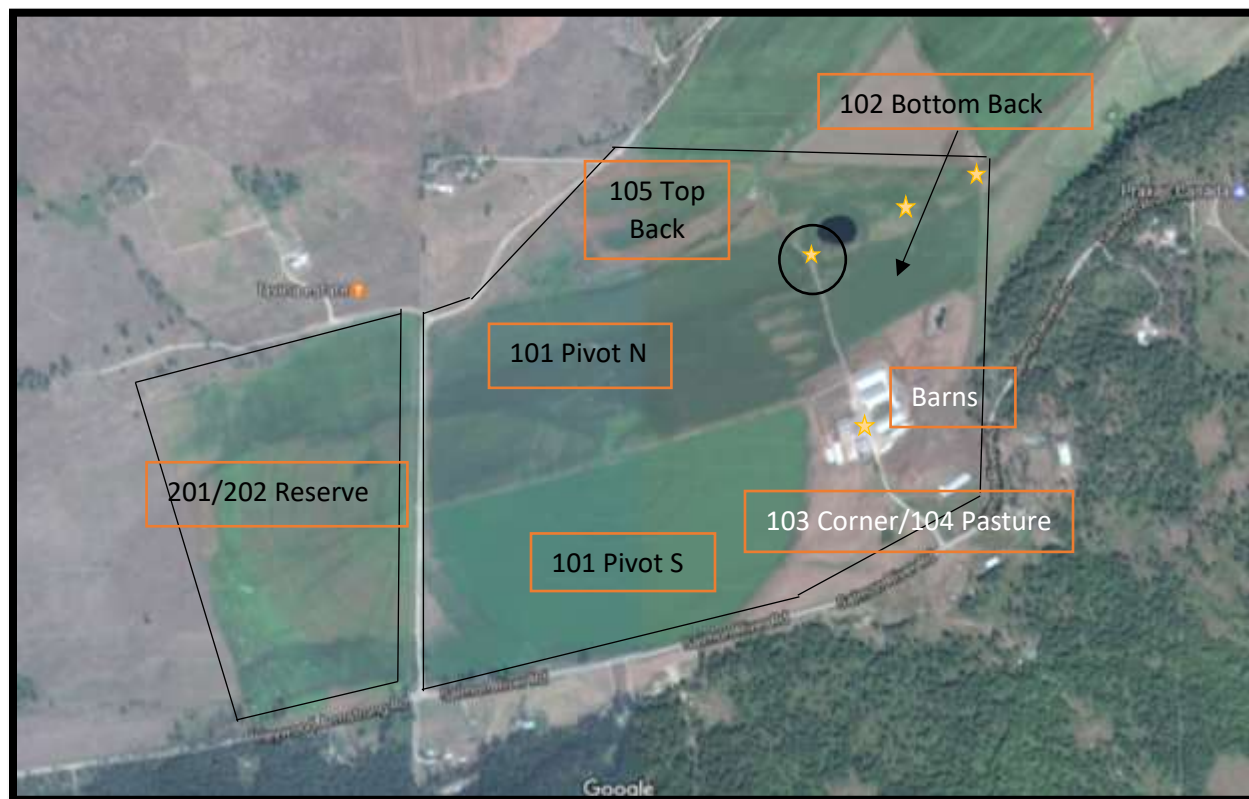 102 Bottom Back
105 Top
Back
101 Pivot N
Barns
201/202 Reserve
103 Corner/104 Pasture
101 Pivot S
Google